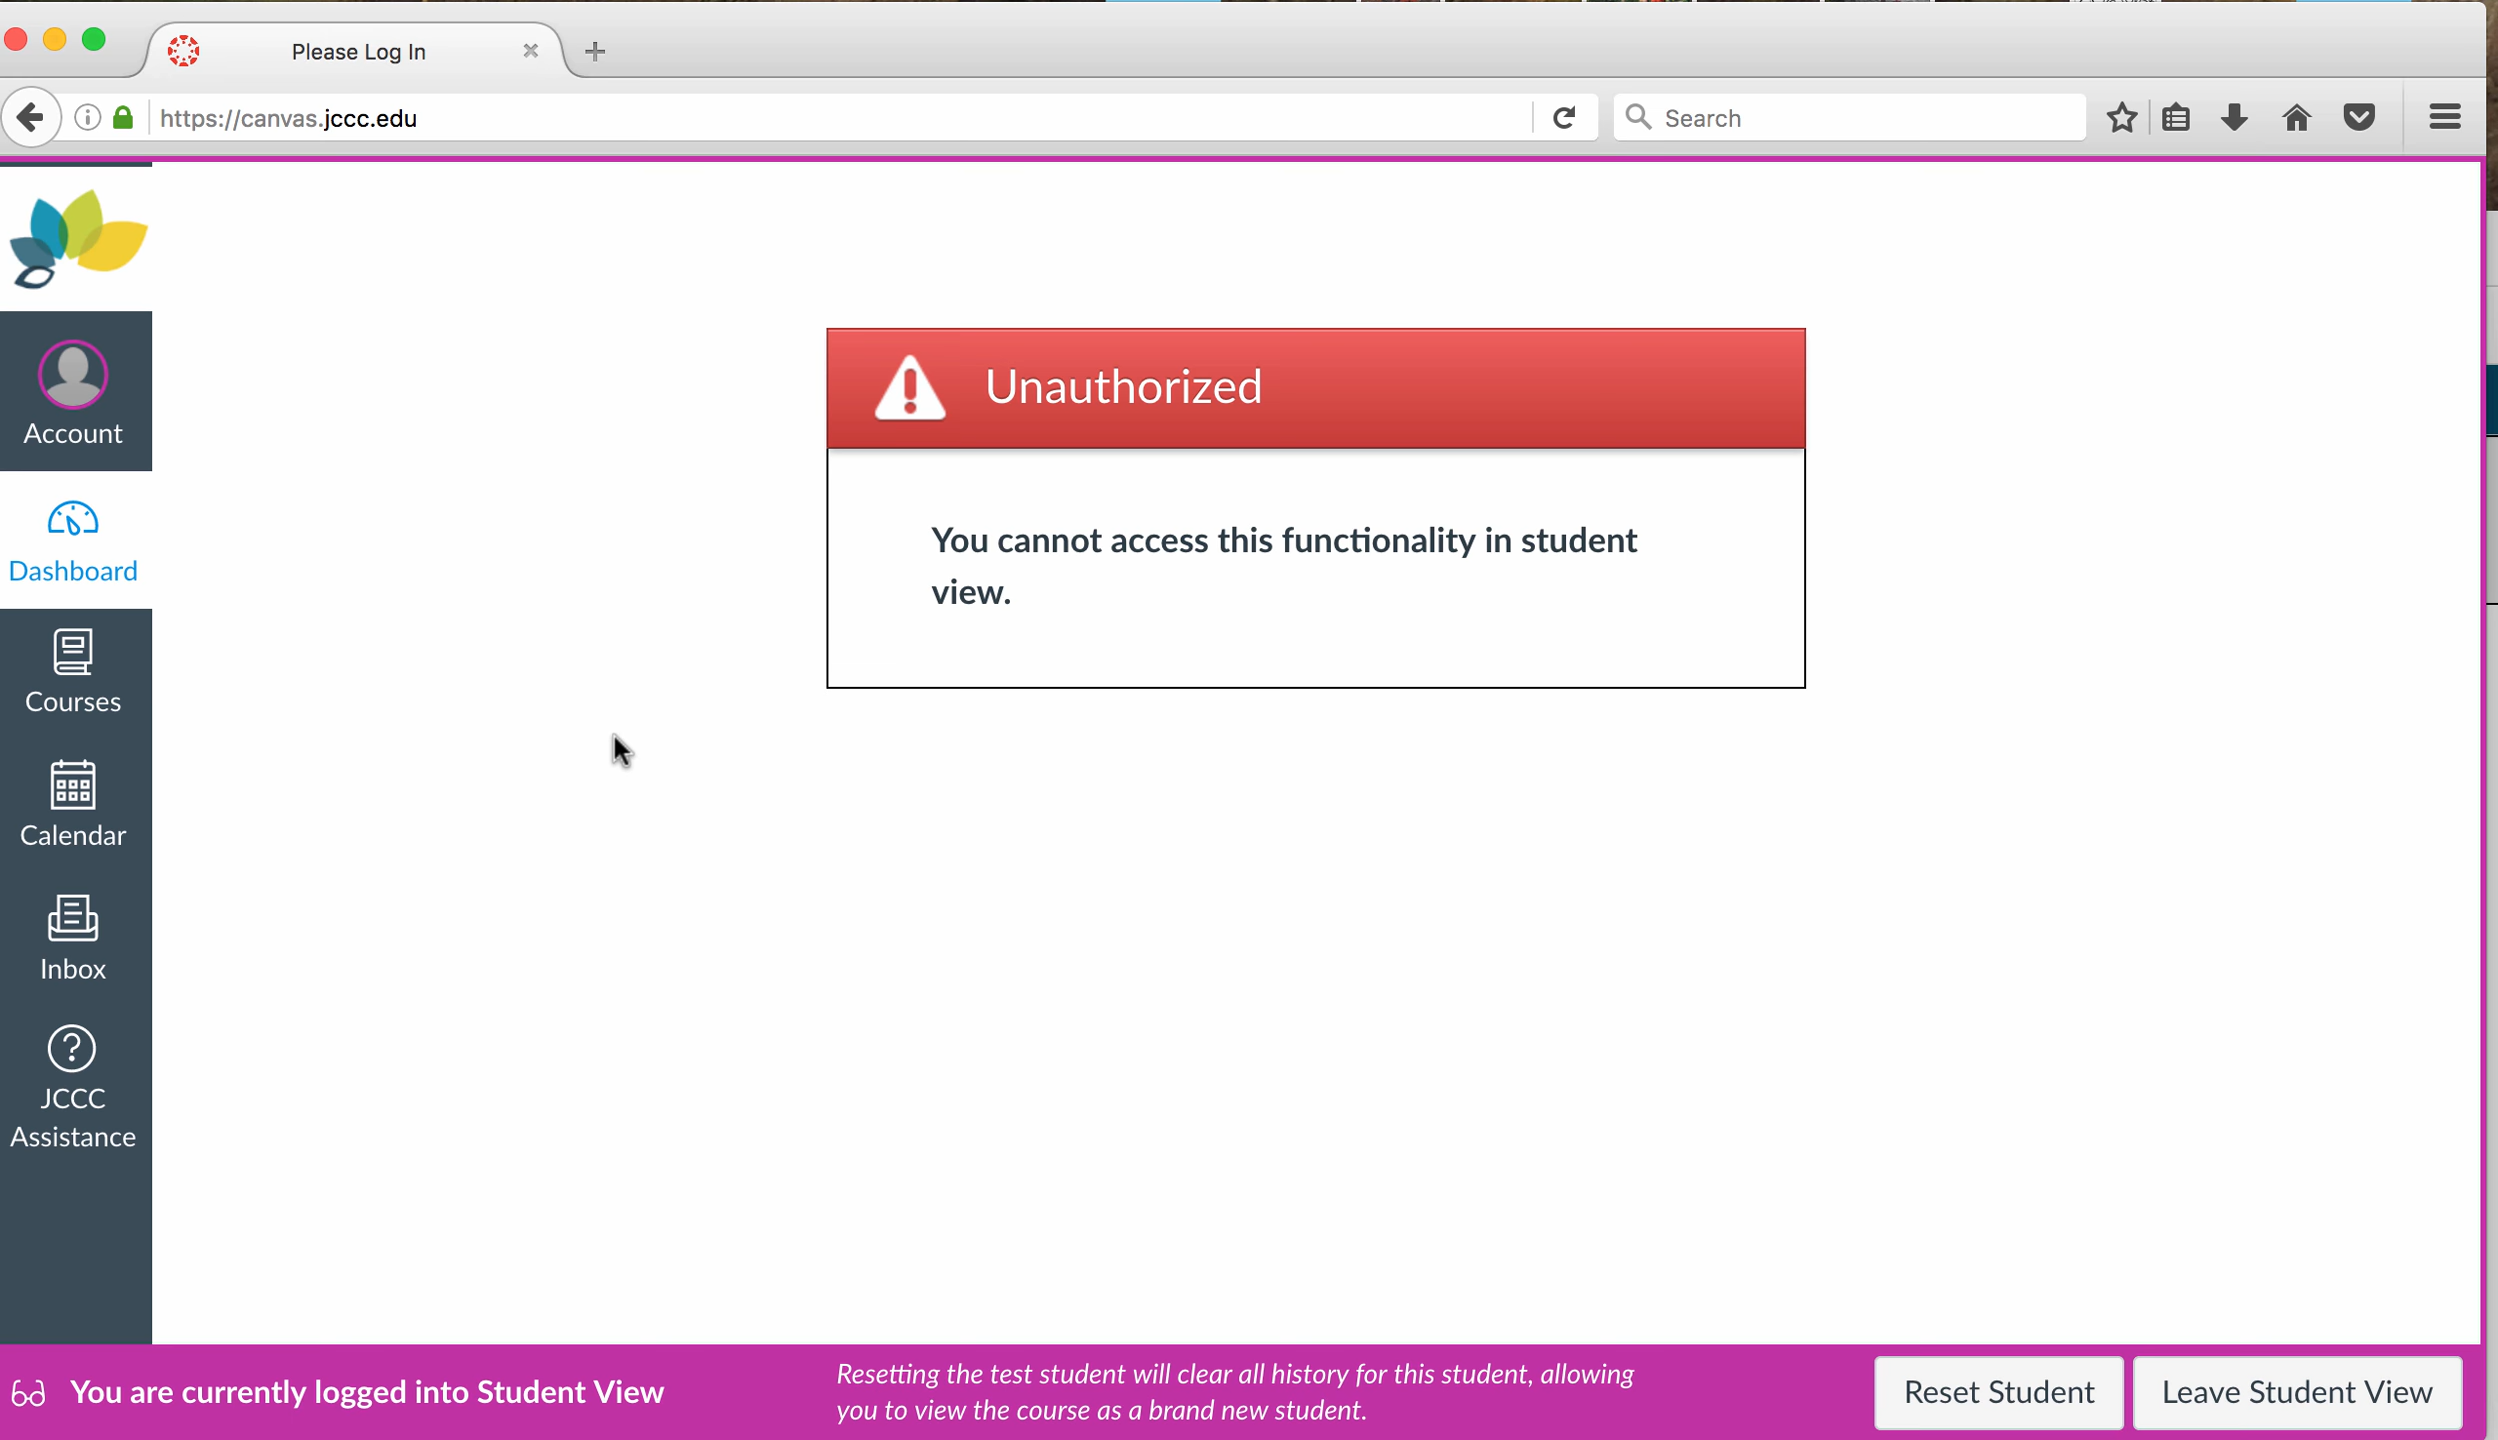 Please Log In
https://canvas.jccc.edu
Search
Account
Dashboard
Courses
Calendar
Inbox
JCCC
Assistance
Unauthorized
You cannot access this functionality in student
view.
You are currently logged into Student View
Resetting the test student will clear all history for this student, allowing
you to view the course as a brand new student.
Reset Student
Leave Student View